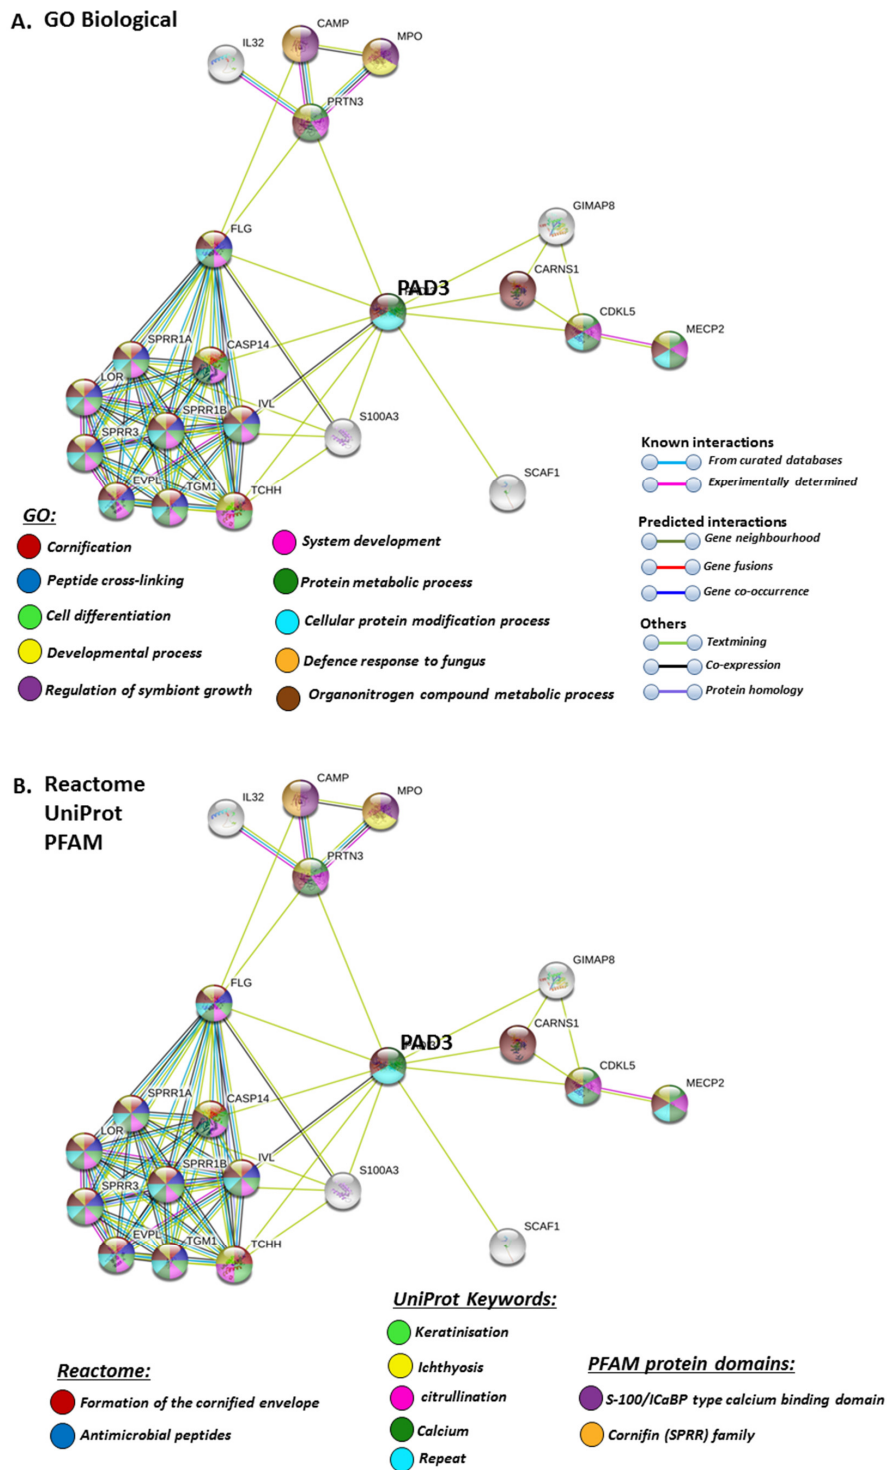 A. GO Biological
CAMP
IL32
MPO
PRTN3
GIMAP8
FLG
CARNS1
PAD3
CDKL5
MECP2
SPRR1A
CASP14
LOR
SPRR1B
IVL
S100A3
SPRR3
SCAF1
EVPL
TGM1
TCHH
Known interactions
From curated databases
Experimentally determined
Predicted interactions
Gene neighbourhood
Gene fusions
Gene co-occurrence
Others
Textmining
Co-expression
Protein homology
GO:
Cornification
Peptide cross-linking
Cell differentiation
Developmental process
Regulation of symbiont growth
System development
Protein metabolic process
Cellular protein modification process
Defence response to fungus
Organonitrogen compound metabolic process
B. Reactome
UniProt
PFAM
CAMP
IL32
MPO
PRTN3
GIMAP8
FLG
CARNS1
PAD3
CDKL5
MECP2
SPRR1A
CASP14
LOR
SPRR1B
IVL
S100A3
SPRR3
SCAF1
EVPL
TGM1
TCHH
Reactome:
Formation of the cornified envelope
Antimicrobial peptides
UniProt Keywords:
Keratinisation
Ichthyosis
citrullination
Calcium
Repeat
PFAM protein domains:
S-100/ICaBP type calcium binding domain
Cornifin (SPRR) family